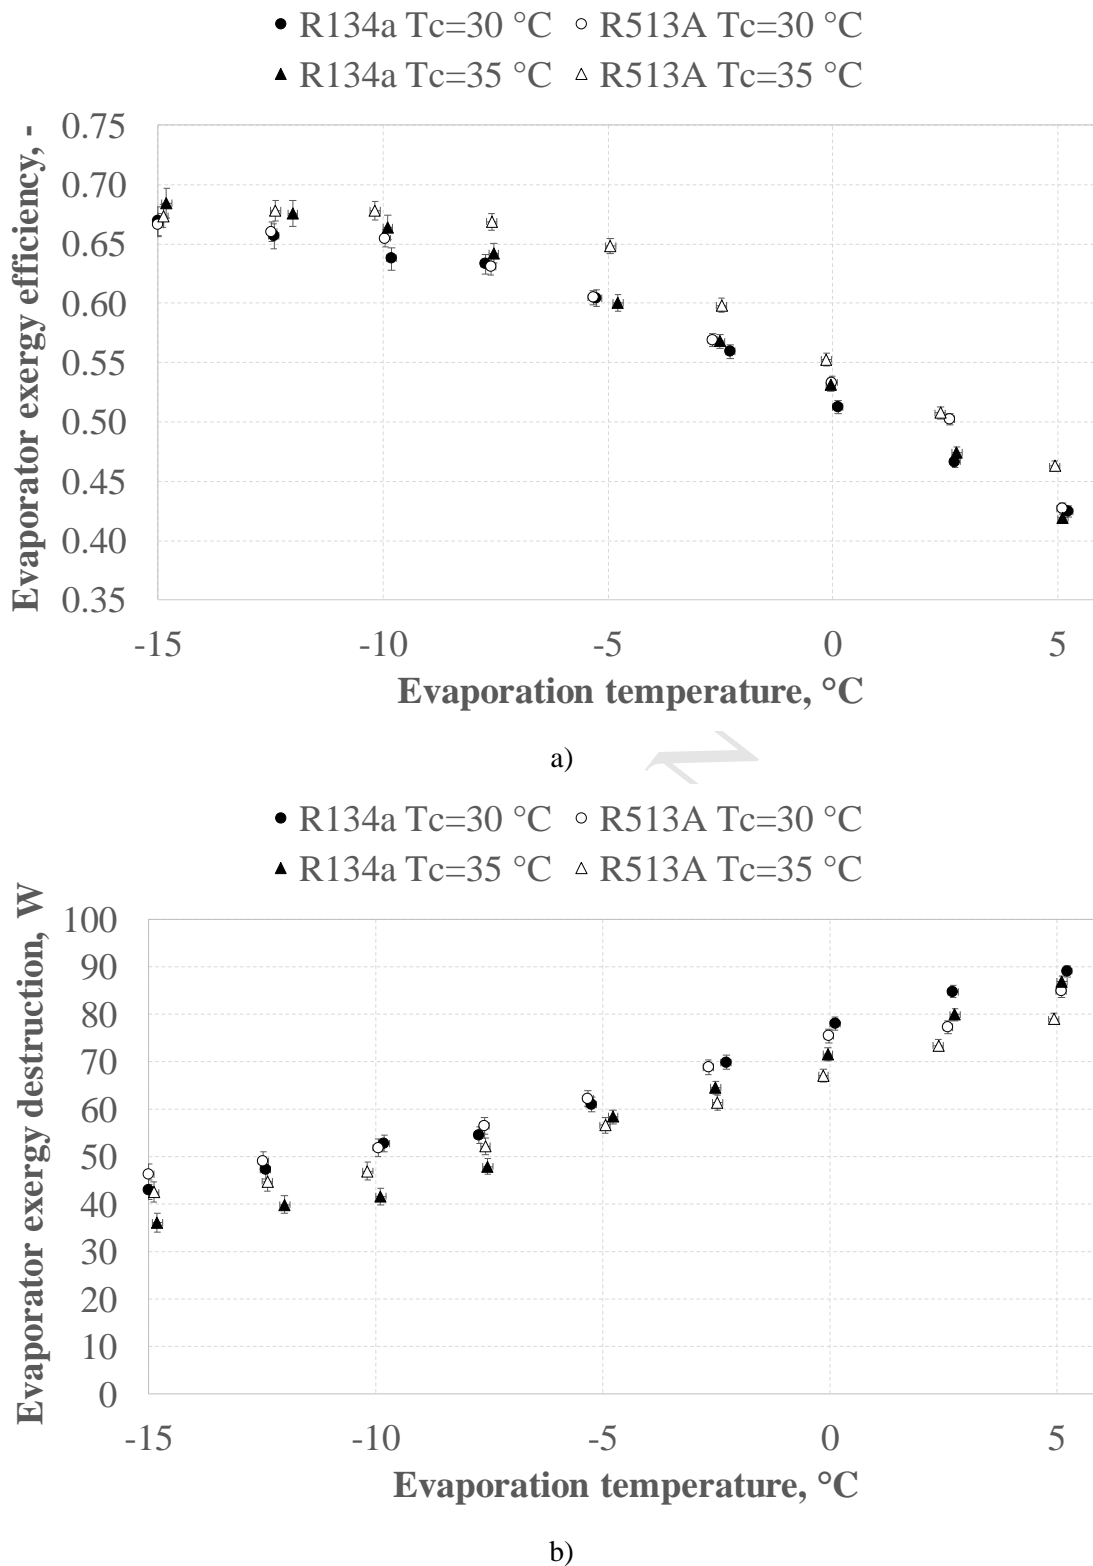 ● R134a Tc=30 °C ○ R513A Tc=30 °C
▲ R134a Tc=35 °C △ R513A Tc=35 °C
Evaporator exergy efficiency, -
0.75
0.70
0.65
0.60
0.55
0.50
0.45
0.40
0.35
-15 -10 -5 0 5
Evaporation temperature, °C
a)
● R134a Tc=30 °C ○ R513A Tc=30 °C
▲ R134a Tc=35 °C △ R513A Tc=35 °C
Evaporator exergy destruction, W
100
90
80
70
60
50
40
30
20
10
0
-15 -10 -5 0 5
Evaporation temperature, °C
b)